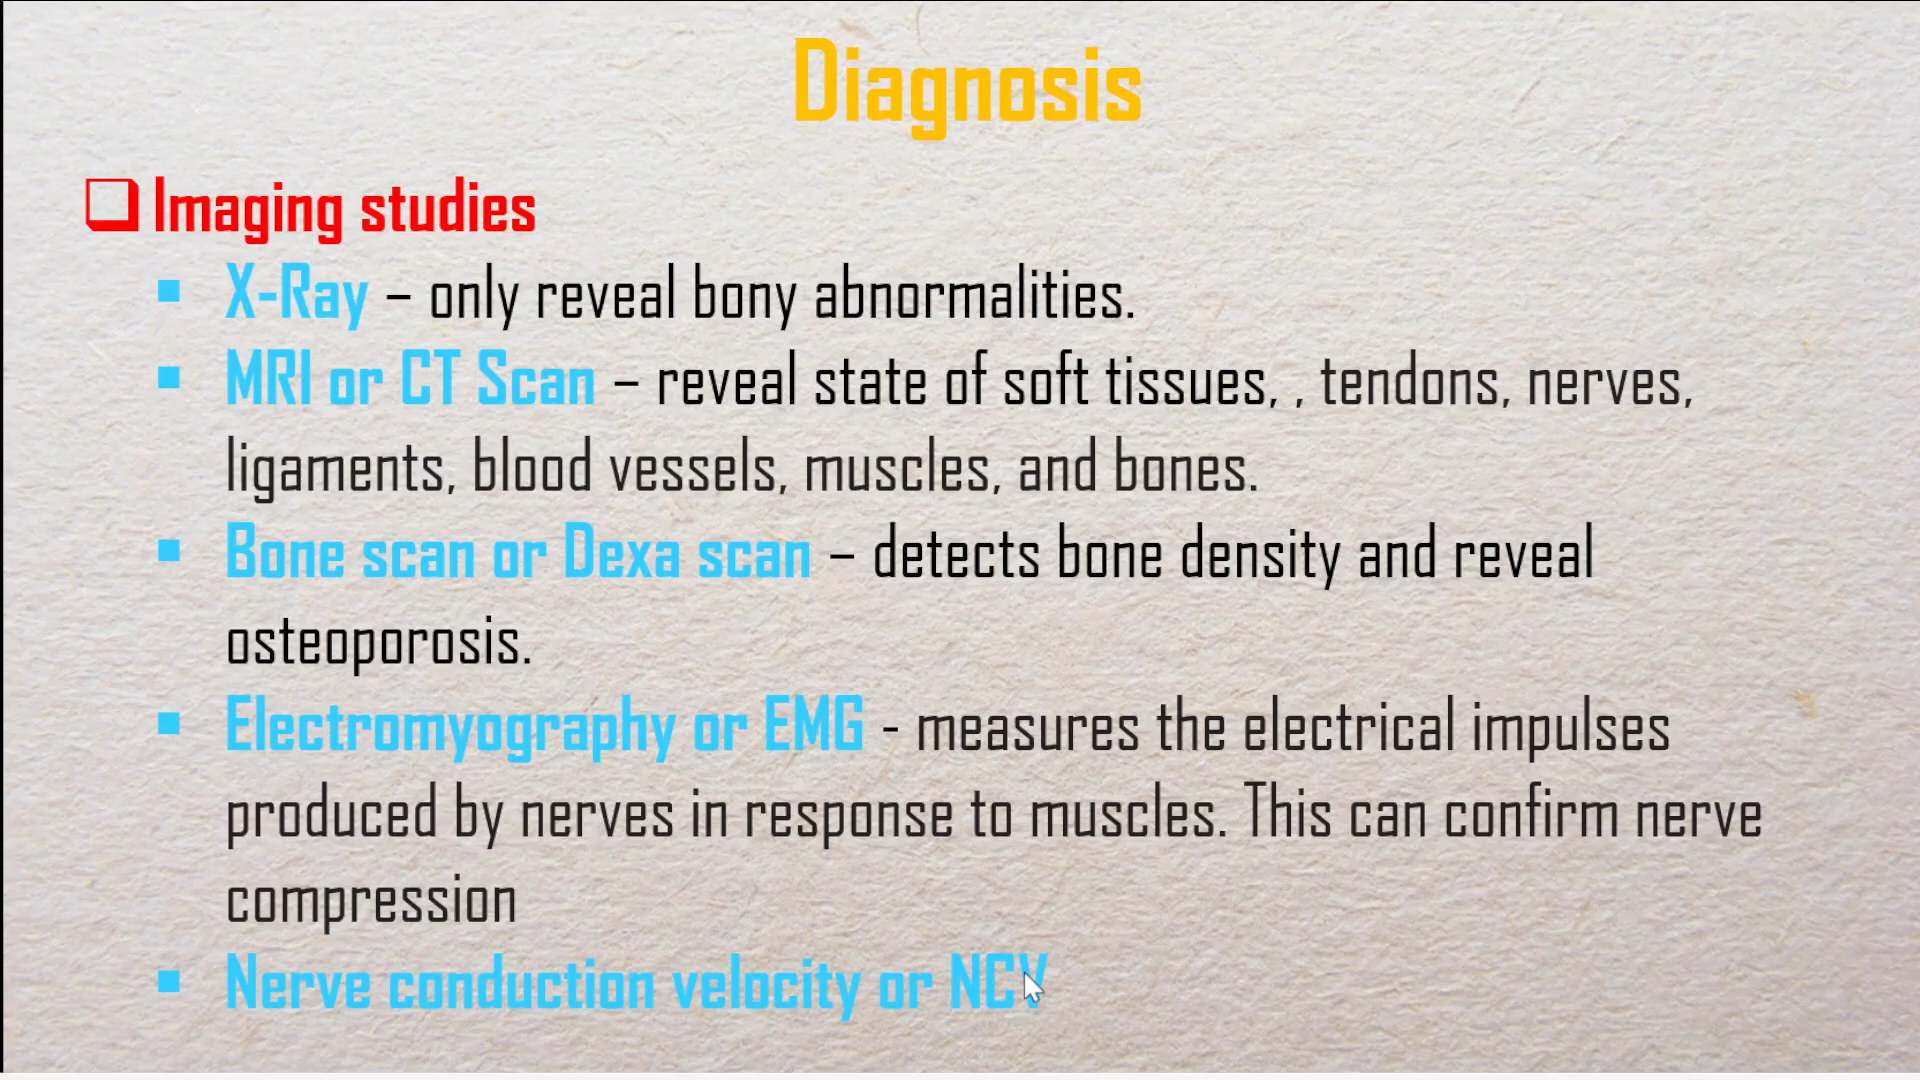 Diagnosis
Imaging studies
X-Ray – only reveal bony abnormalities.
MRI or CT Scan – reveal state of soft tissues, , tendons, nerves,
ligaments, blood vessels, muscles, and bones.
Bone scan or Dexa scan – detects bone density and reveal
osteoporosis.
Electromyography or EMG - measures the electrical impulses
produced by nerves in response to muscles. This can confirm nerve
compression
Nerve conduction velocity or NCV